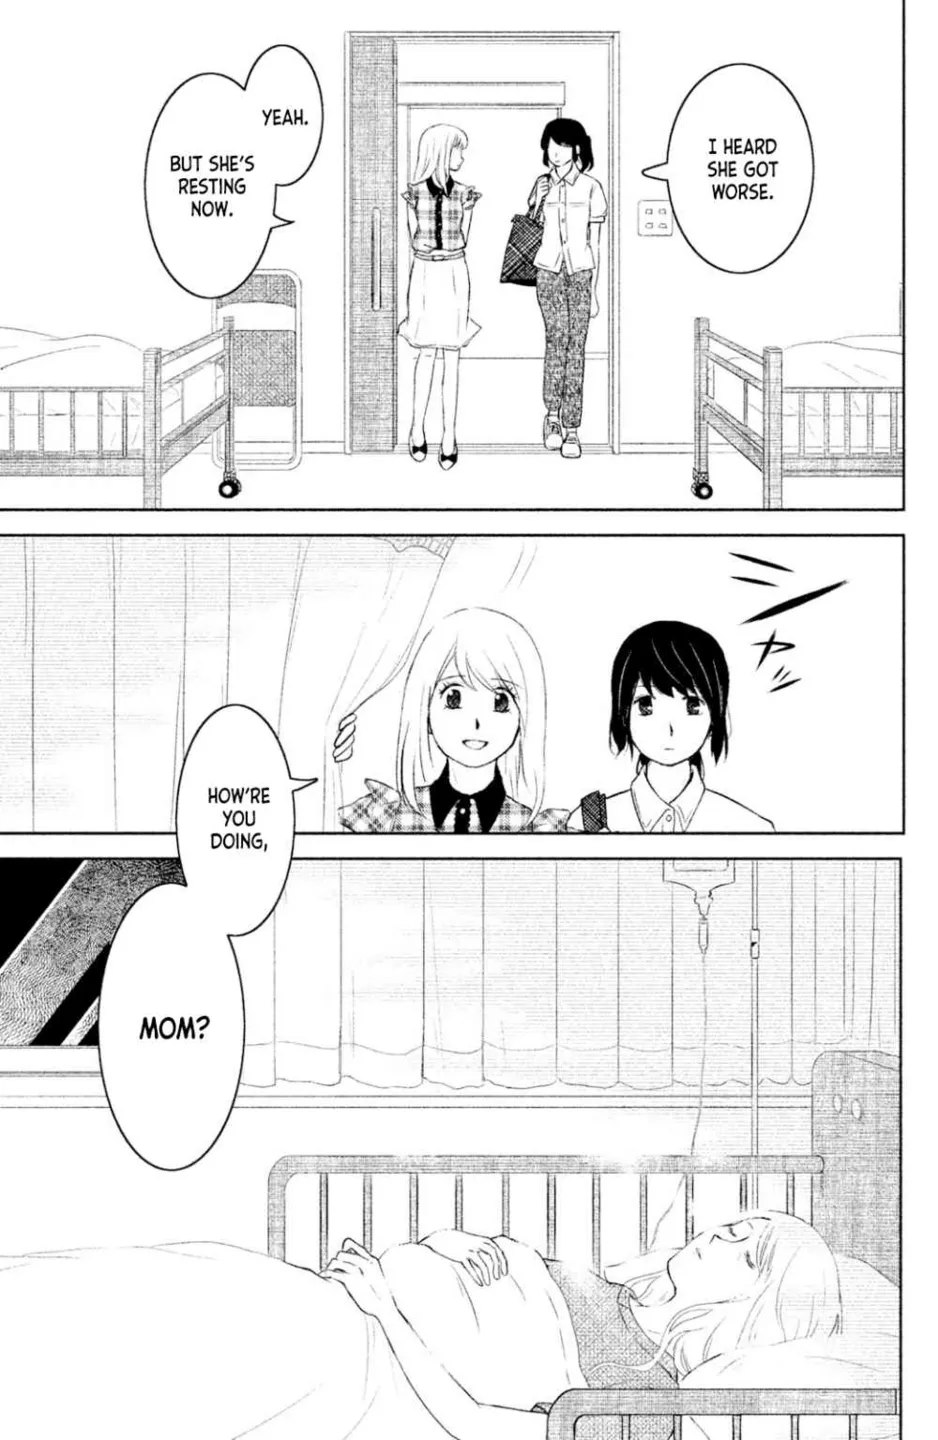 I HEARD
SHE GOT
WORSE.
YEAH.
BUT SHE'S
RESTING
NOW.
HOW'RE
YOU
DOING,
MOM?